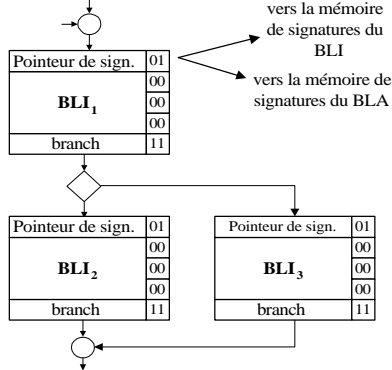 vers la mémoire
de signatures du
BLI
Pointeur de sign. 01
vers la mémoire de
signatures du BLA
00
BLI1 00
00
branch 11
Pointeur de sign. 01
00
BLI2 00
00
branch 11
Pointeur de sign. 01
00
BLI3 00
00
branch 11